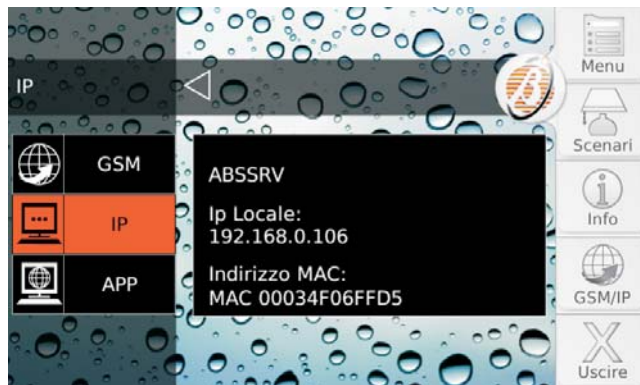 IP
GSM
IP
APP
ABSSRV
Ip Locale:
192.168.0.106
Indirizzo MAC:
MAC 00034F06FFD5
Menu
Scenari
Info
GSM/IP
Uscire